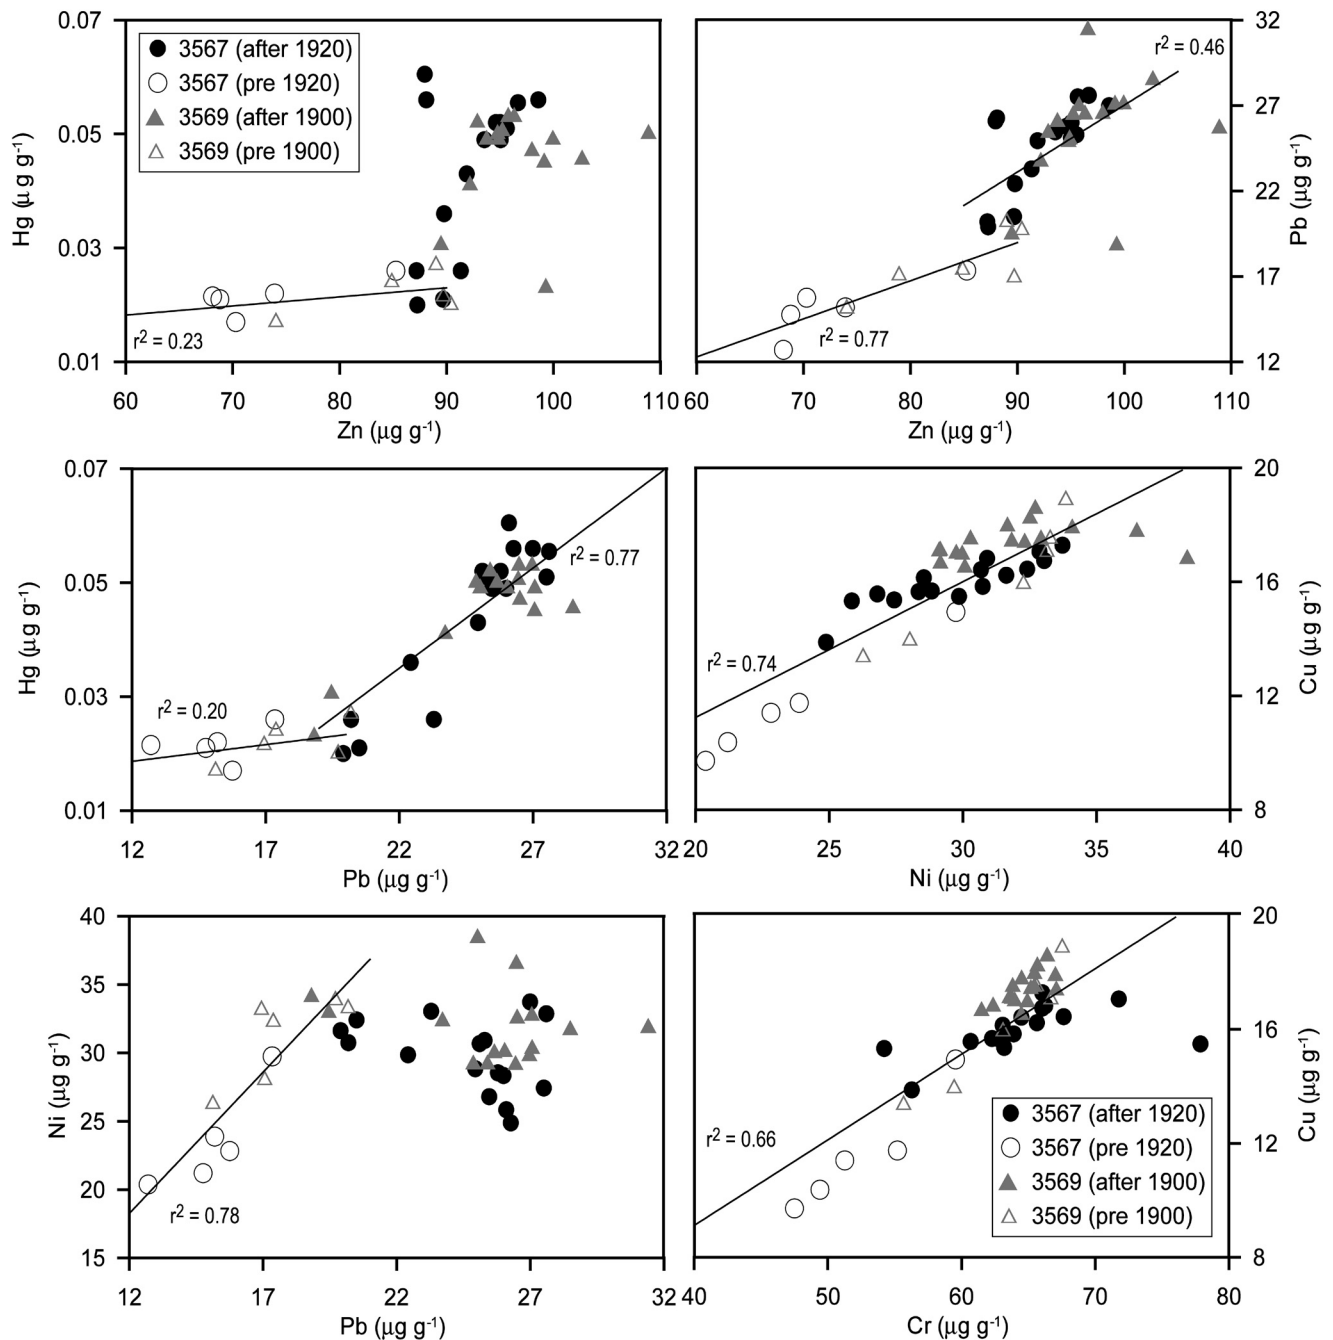 0.07
3567 (after 1920)
3567 (pre 1920)
3569 (after 1900)
3569 (pre 1900)
0.05
Hg (μ g g-1)
0.03
r2 = 0.23
0.01
60 70 80 90 100 110
Zn (μg g-1)
32
r2 = 0.46
27
Pb (μg g-1)
22
17
r2 = 0.77
12
60 70 80 90 100 110
Zn (μg g-1)
0.07
r2 = 0.77
0.05
Hg (μg g-1)
0.03
r2 = 0.20
0.01
12 17 22 27 32
Pb (μg g-1)
20
16
r2 = 0.74
Cu (μg g-1)
12
8
20 25 30 35 40
Ni (μg g-1)
40
35
30
Ni (μg g-1)
25
20
r2 = 0.78
15
12 17 22 27 32
Pb (μg g-1)
20
16
Cu (μg g-1)
r2 = 0.66
3567 (after 1920)
3567 (pre 1920)
3569 (after 1900)
3569 (pre 1900)
12
8
40 50 60 70 80
Cr (μg g-1)